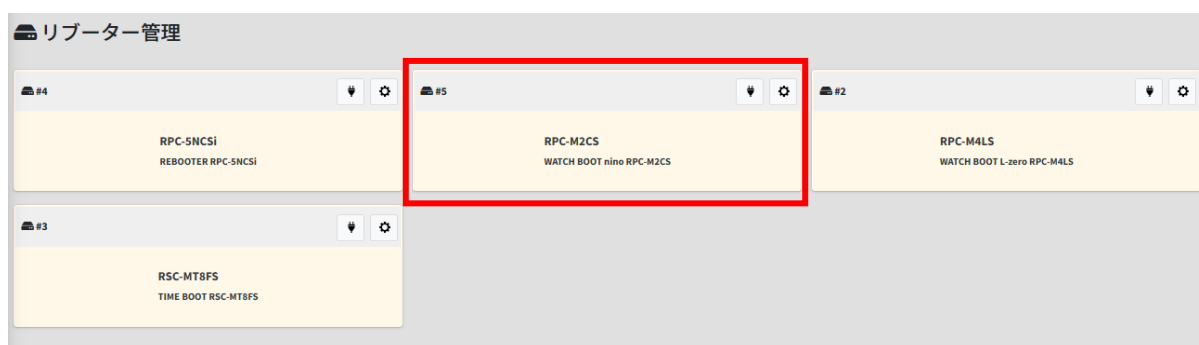 リブーター管理
#4
RPC-5NCSi
REBOOTER RPC-5NCSi
#5
RPC-M2CS
WATCH BOOT nino RPC-M2CS
#2
RPC-M4LS
WATCH BOOT L-zero RPC-M4LS
#3
RSC-MT8FS
TIME BOOT RSC-MT8FS